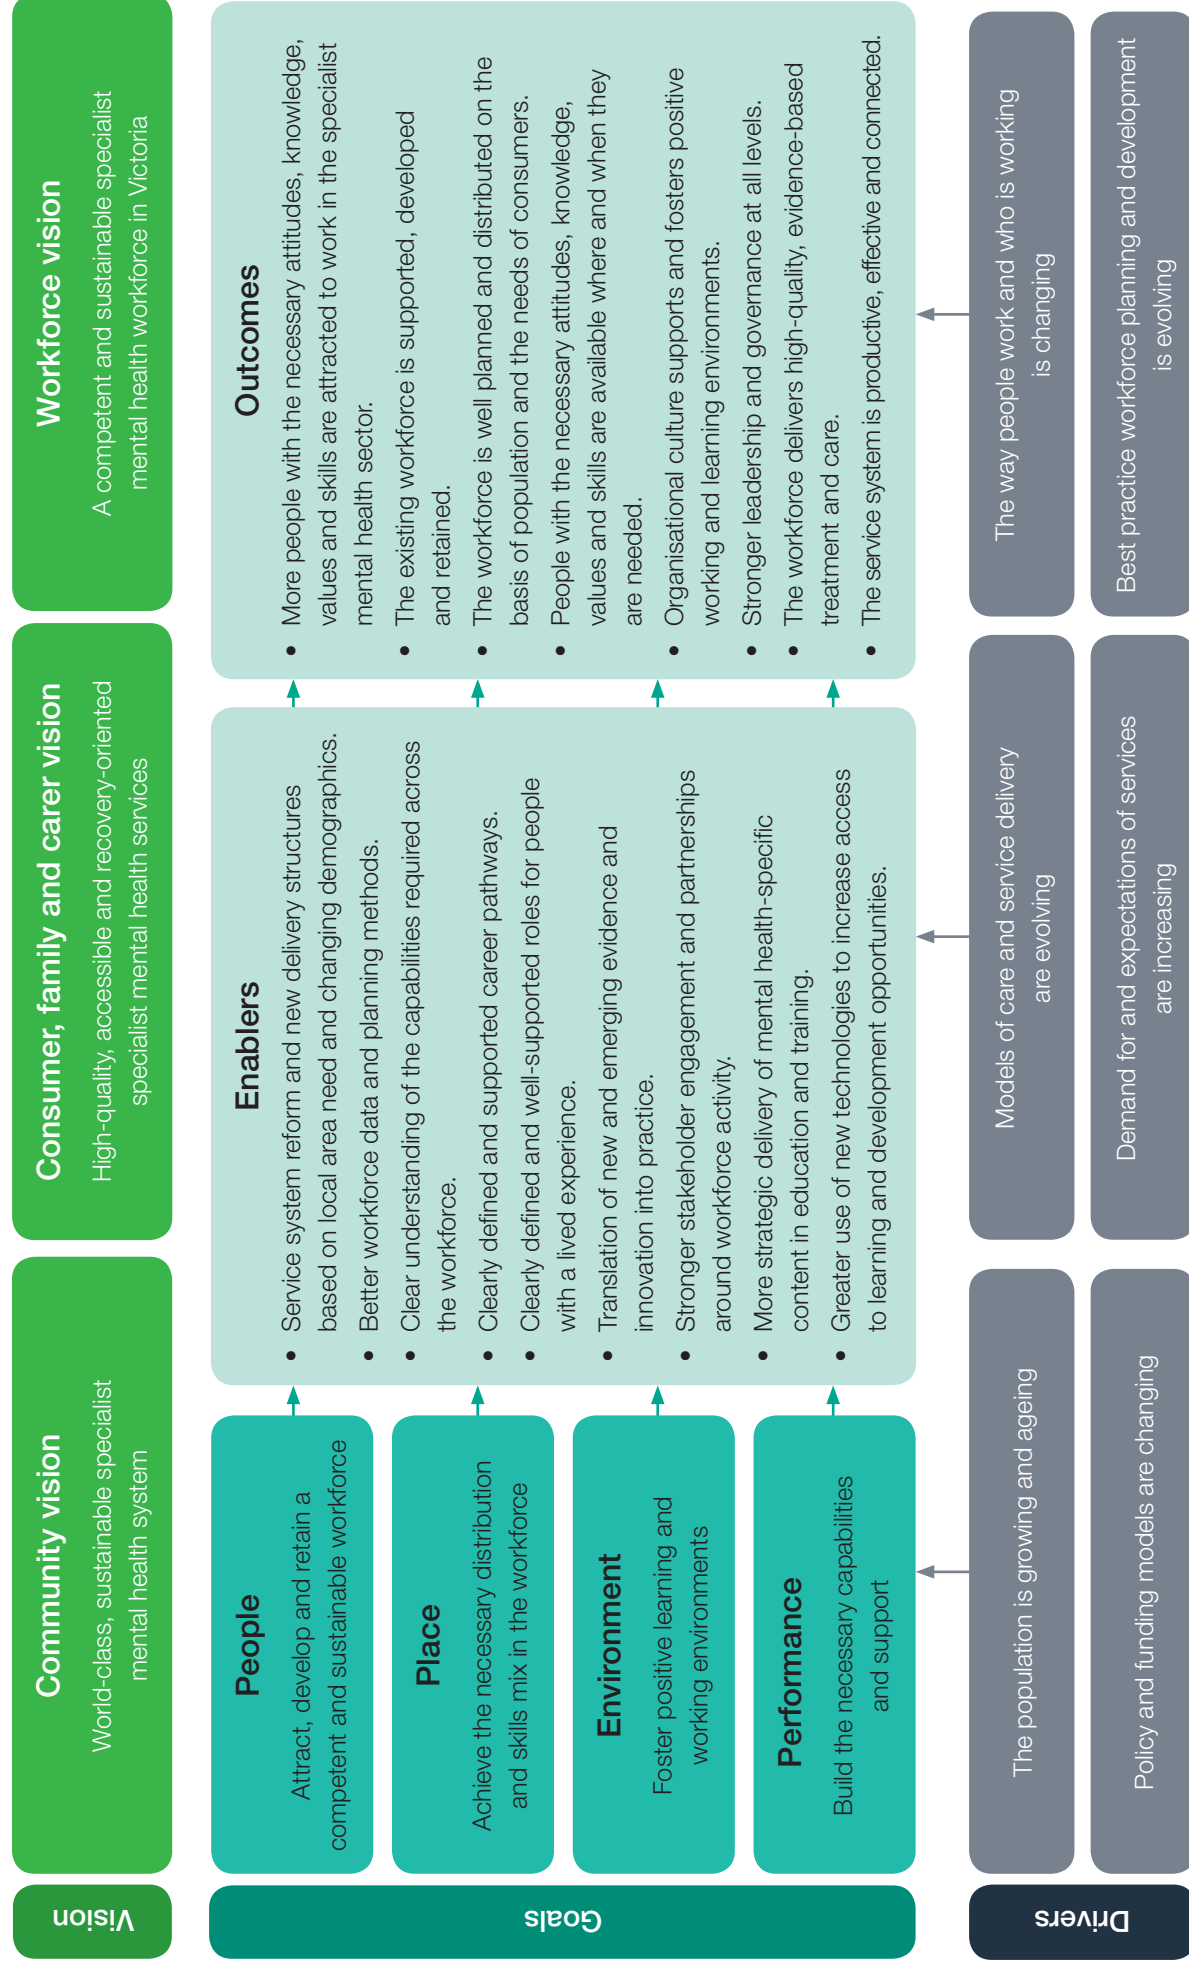 Vision
Community vision
World-class, sustainable specialist
mental health system
Consumer, family and carer vision
High-quality, accessible and recovery-oriented
specialist mental health services
Workforce vision
A competent and sustainable specialist
mental health workforce in Victoria
Goals
People
Attract, develop and retain a
competent and sustainable workforce
Place
Achieve the necessary distribution
and skills mix in the workforce
Environment
Foster positive learning and
working environments
Performance
Build the necessary capabilities
and support
Enablers
• Service system reform and new delivery structures
based on local area need and changing demographics.
• Better workforce data and planning methods.
• Clear understanding of the capabilities required across
the workforce.
• Clearly defined and supported career pathways.
• Clearly defined and well-supported roles for people
with a lived experience.
• Translation of new and emerging evidence and
innovation into practice.
• Stronger stakeholder engagement and partnerships
around workforce activity.
• More strategic delivery of mental health-specific
content in education and training.
• Greater use of new technologies to increase access
to learning and development opportunities.
Outcomes
• More people with the necessary attitudes, knowledge,
values and skills are attracted to work in the specialist
mental health sector.
• The existing workforce is supported, developed
and retained.
• The workforce is well planned and distributed on the
basis of population and the needs of consumers.
• People with the necessary attitudes, knowledge,
values and skills are available where and when they
are needed.
• Organisational culture supports and fosters positive
working and learning environments.
• Stronger leadership and governance at all levels.
• The workforce delivers high-quality, evidence-based
treatment and care.
• The service system is productive, effective and connected.
Drivers
The population is growing and ageing
Models of care and service delivery
are evolving
The way people work and who is working
is changing
Policy and funding models are changing
Demand for and expectations of services
are increasing
Best practice workforce planning and development
is evolving